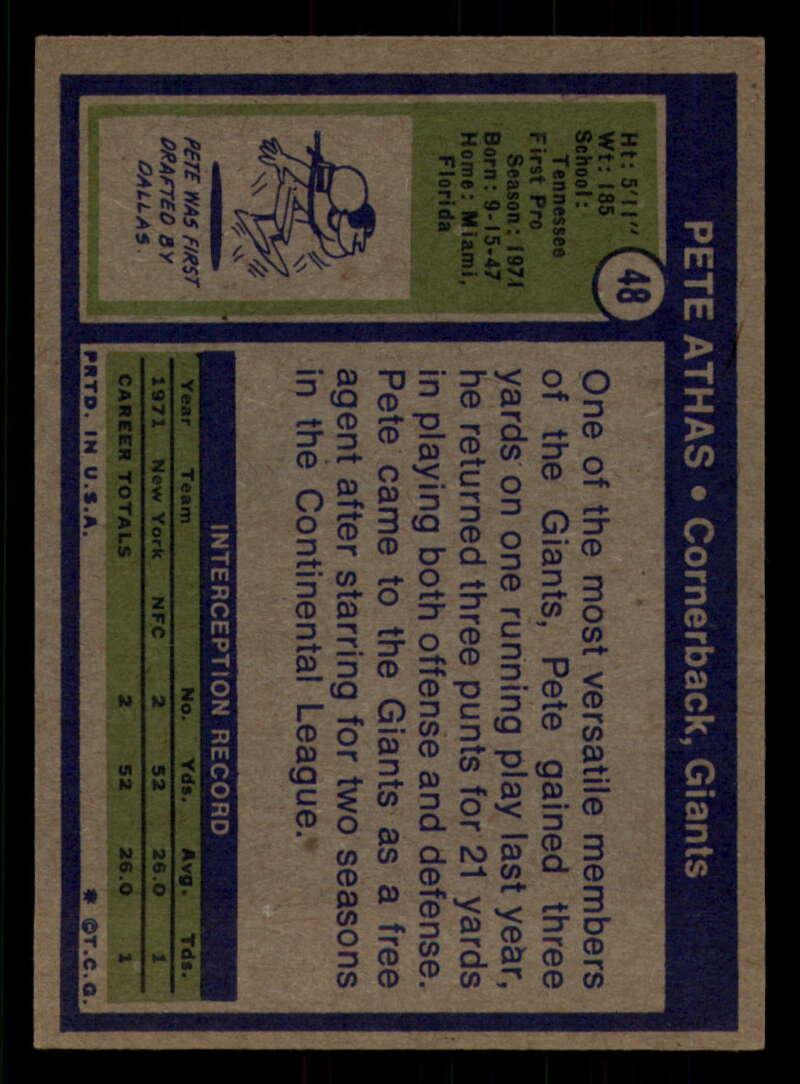 PETE ATHAS • Cornerback, Giants
48
Ht: 5'11"
Wt: 185
School:
Tennessee
First Pro
Season: 1971
Born: 9-15-47
Home: Miami,
Florida
PETE WAS FIRST
DRAFTED BY
DALLAS.
One of the most versatile members
of the Giants, Pete gained three
yards on one running play last year,
he returned three punts for 21 yards
in playing both offense and defense.
Pete came to the Giants as a free
agent after starring for two seasons
in the Continental League.
INTERCEPTION RECORD
Year Team No. Yds. Avg. Tds.
1971 New York NFC 2 52 26.0 1
CAREER TOTALS 2 52 26.0 1
PRTD. IN U.S.A. * ©T.C.G.